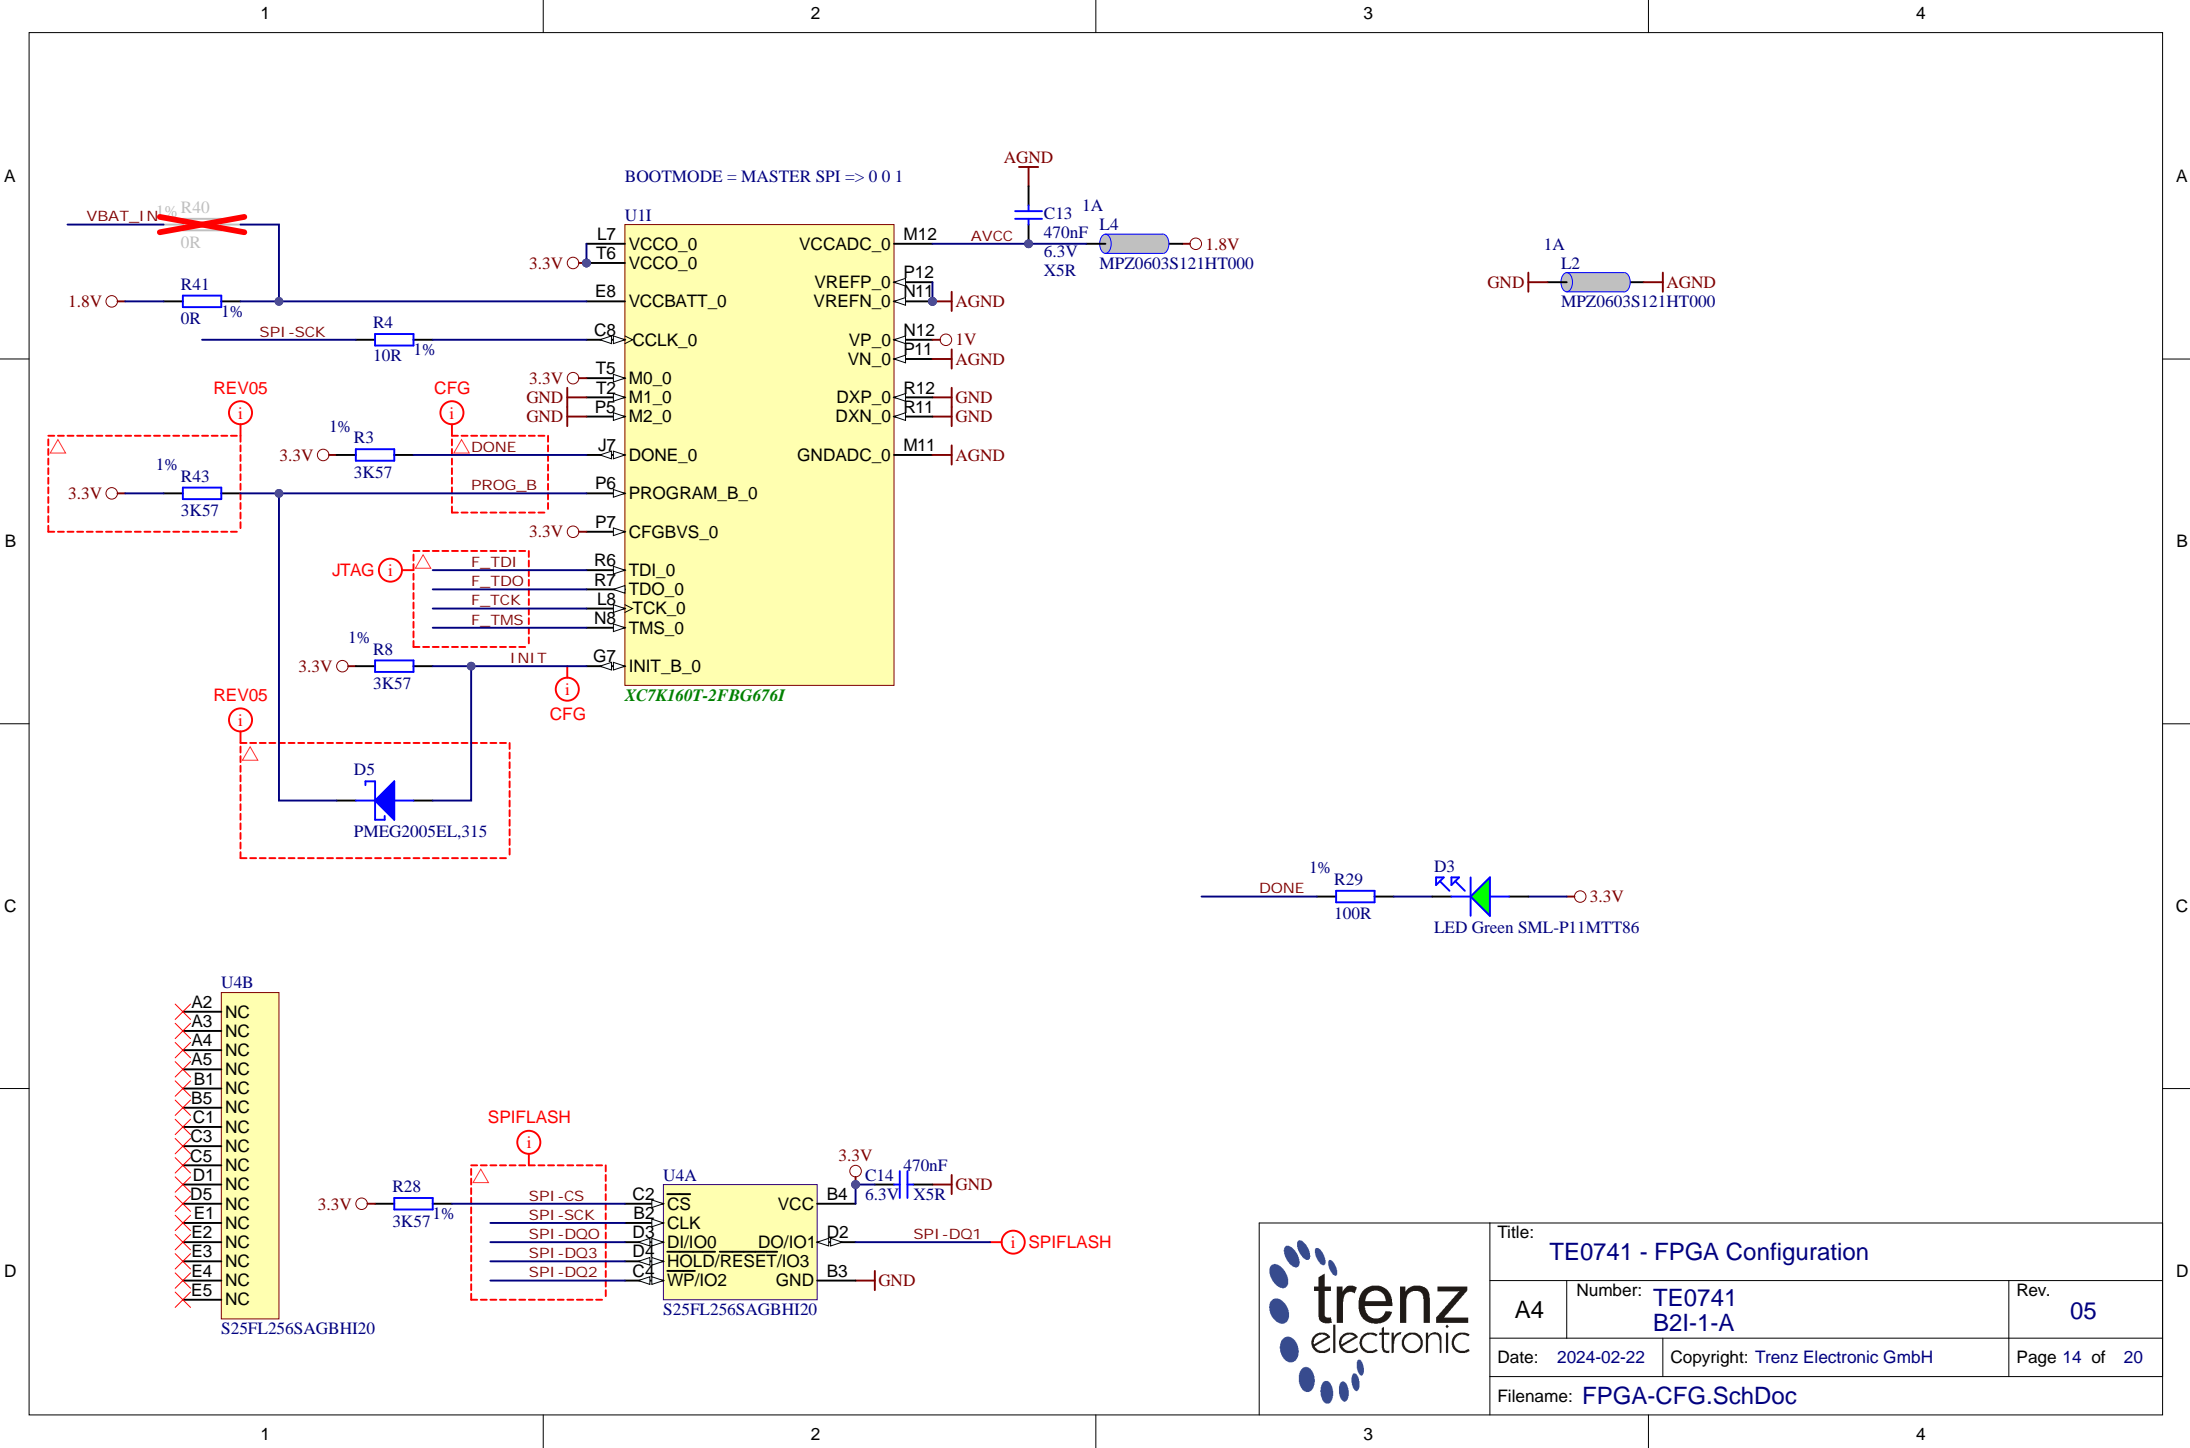 1 2 3 4
A A
B B
C C
D D
BOOTMODE = MASTER SPI => 0 0 1
VBAT_IN
1% R40
0R
1.8V
R41
0R
1%
SPI-SCK
R4
10R
1%
U1I
L7 VCCO_0
T6 VCCO_0
3.3V
E8 VCCBATT_0
C8 CCLK_0
3.3V T5 M0_0
GND T2 M1_0
GND P5 M2_0
J7 DONE_0
P6 PROGRAM_B_0
3.3V P7 CFGBVS_0
R6 TDI_0
R7 TDO_0
L8 TCK_0
N8 TMS_0
G7 INIT_B_0
XC7K160T-2FBG676I
VCCADC_0 M12
VREFP_0 P12
VREFN_0 N11 AGND
VP_0 N12 1V
VN_0 P11 AGND
DXP_0 R12 GND
DXN_0 R11 GND
GNDADC_0 M11 AGND
AVCC
AGND
C13
470nF
6.3V
X5R
1A
L4
1.8V
MPZ0603S121HT000
1A
L2
GND AGND
MPZ0603S121HT000
REV05
CFG
1%
R3
3.3V
3K57
DONE
1%
R43
3.3V
3K57
PROG_B
JTAG
F_TDI
F_TDO
F_TCK
F_TMS
1%
R8
3.3V
3K57
INIT
CFG
REV05
D5
PMEG2005EL,315
DONE
1%
R29
100R
D3
3.3V
LED Green SML-P11MTT86
U4B
A2 NC
A3 NC
A4 NC
A5 NC
B1 NC
B5 NC
C1 NC
C3 NC
C5 NC
D1 NC
D5 NC
E1 NC
E2 NC
E3 NC
E4 NC
E5 NC
S25FL256SAGBHI20
SPIFLASH
3.3V
R28
3K57
1%
U4A
SPI-CS C2 CS
SPI-SCK B2 CLK
SPI-DQ0 D3 DI/IO0
SPI-DQ3 D4 HOLD/RESET/IO3
SPI-DQ2 C4 WP/IO2
VCC B4
DO/IO1 D2 SPI-DQ1 SPIFLASH
GND B3 GND
S25FL256SAGBHI20
3.3V
C14
6.3V
470nF
X5R
GND
trenz
electronic
Title:
TE0741 - FPGA Configuration
A4
Number: TE0741
B2I-1-A
Rev.
05
Date: 2024-02-22
Copyright: Trenz Electronic GmbH
Page 14 of 20
Filename: FPGA-CFG.SchDoc
1 2 3 4